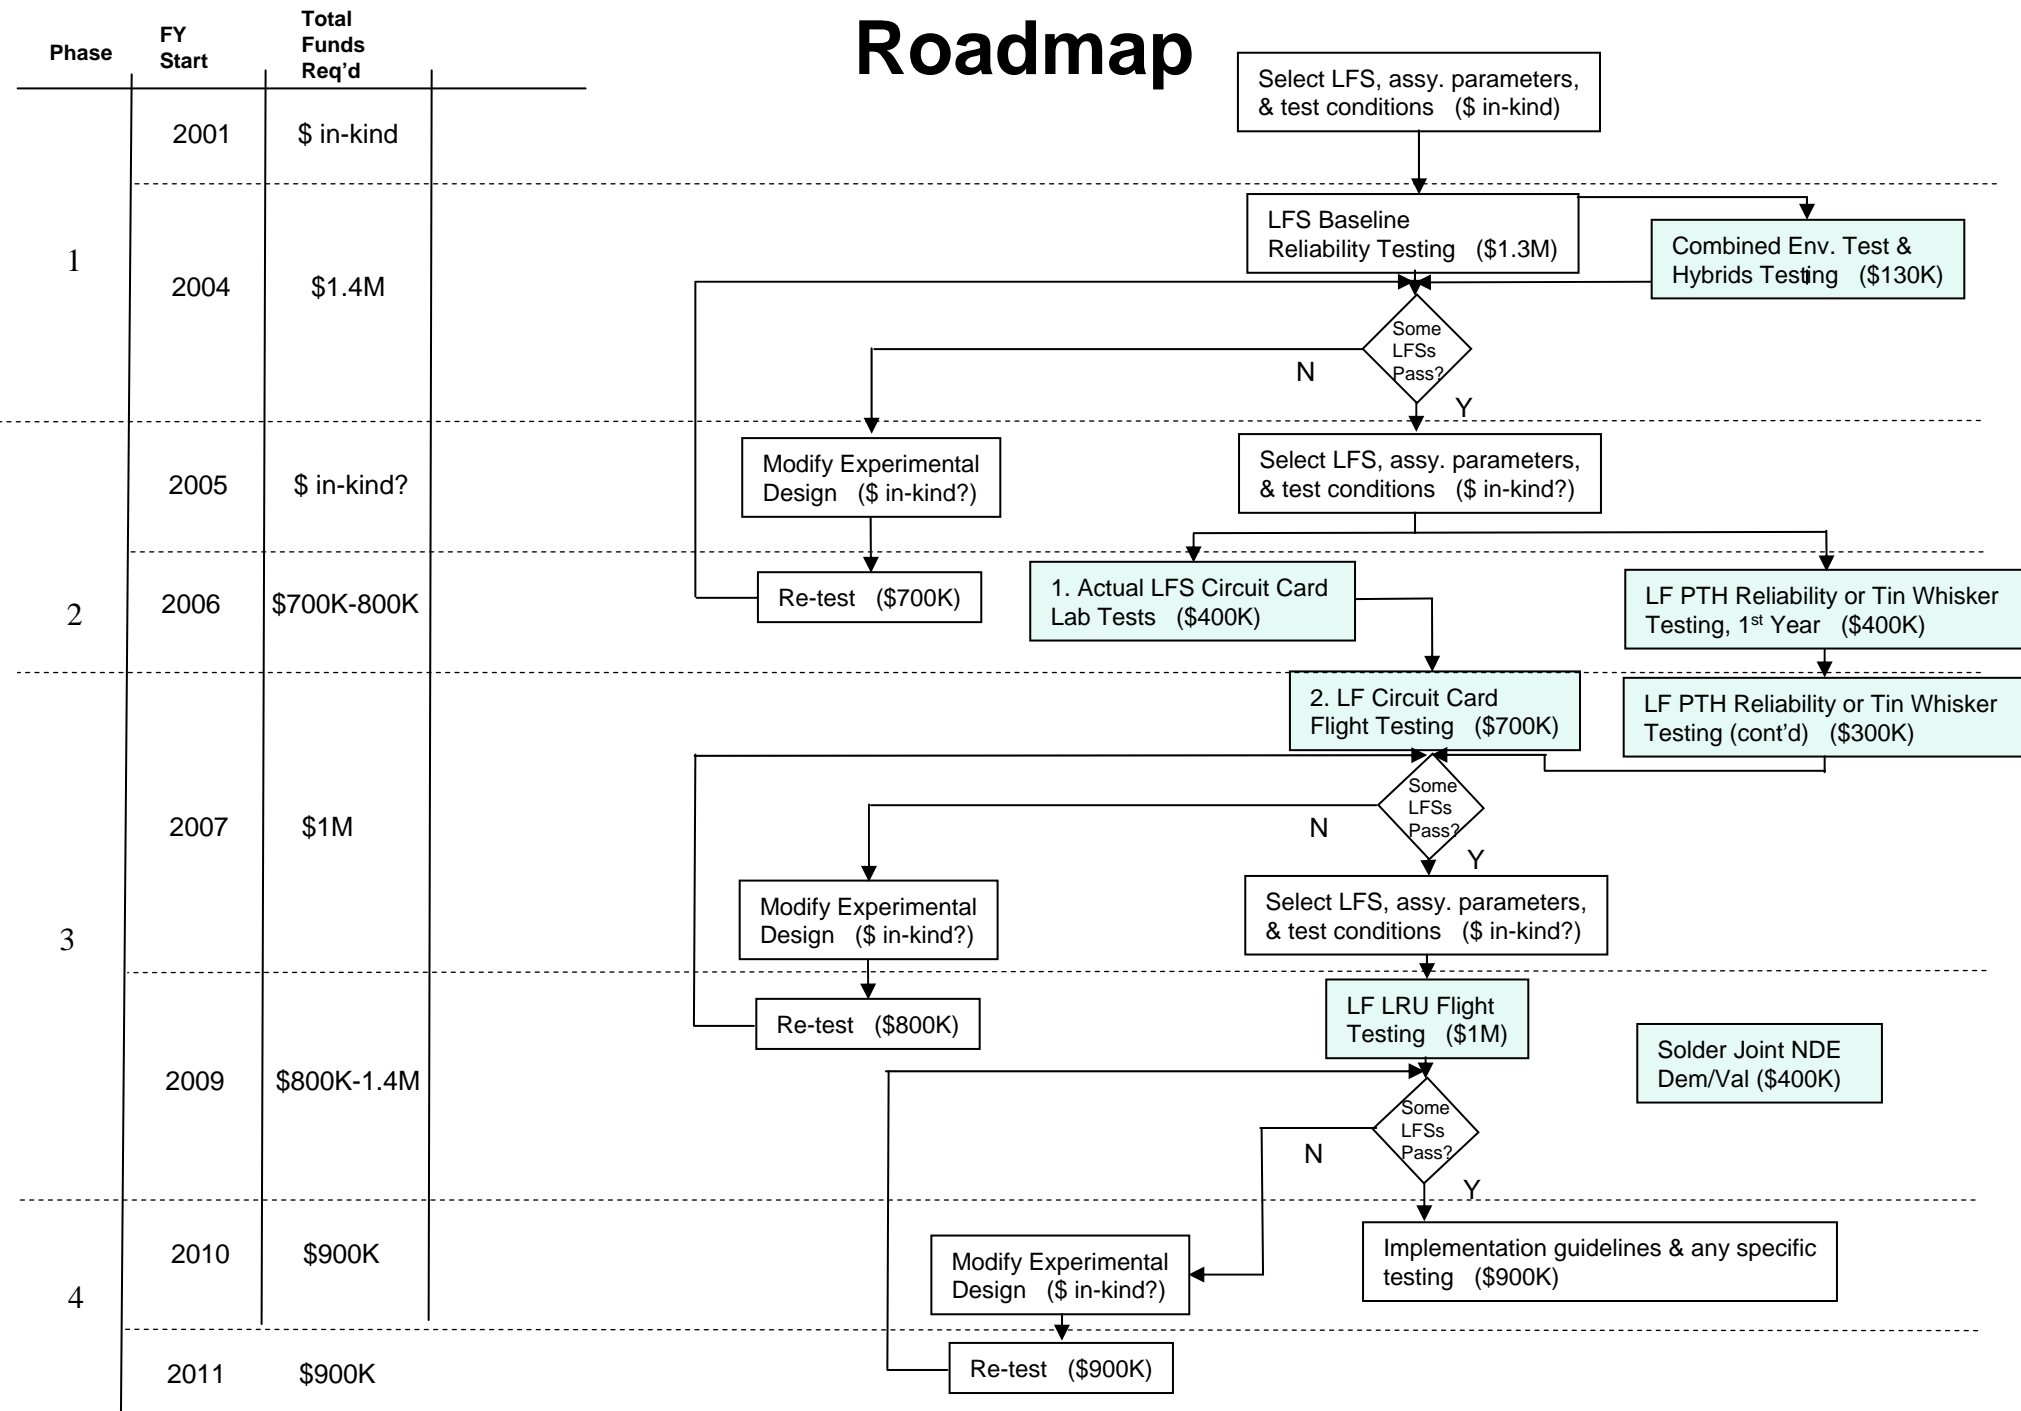 Roadmap
Phase
FY
Start
Total
Funds
Req’d
2001
$ in-kind
1
2004
$1.4M
2005
$ in-kind?
2
2006
$700K-800K
2007
$1M
3
2009
$800K-1.4M
2010
$900K
4
2011
$900K
Select LFS, assy. parameters,
& test conditions ($ in-kind)
LFS Baseline
Reliability Testing ($1.3M)
Combined Env. Test &
Hybrids Testing ($130K)
Some
LFSs
Pass?
N
Y
Modify Experimental
Design ($ in-kind?)
Select LFS, assy. parameters,
& test conditions ($ in-kind?)
Re-test ($700K)
1. Actual LFS Circuit Card
Lab Tests ($400K)
LF PTH Reliability or Tin Whisker
Testing, 1st Year ($400K)
2. LF Circuit Card
Flight Testing ($700K)
LF PTH Reliability or Tin Whisker
Testing (cont’d) ($300K)
Some
LFSs
Pass?
N
Y
Modify Experimental
Design ($ in-kind?)
Select LFS, assy. parameters,
& test conditions ($ in-kind?)
Re-test ($800K)
LF LRU Flight
Testing ($1M)
Solder Joint NDE
Dem/Val ($400K)
Some
LFSs
Pass?
N
Y
Modify Experimental
Design ($ in-kind?)
Implementation guidelines & any specific
testing ($900K)
Re-test ($900K)